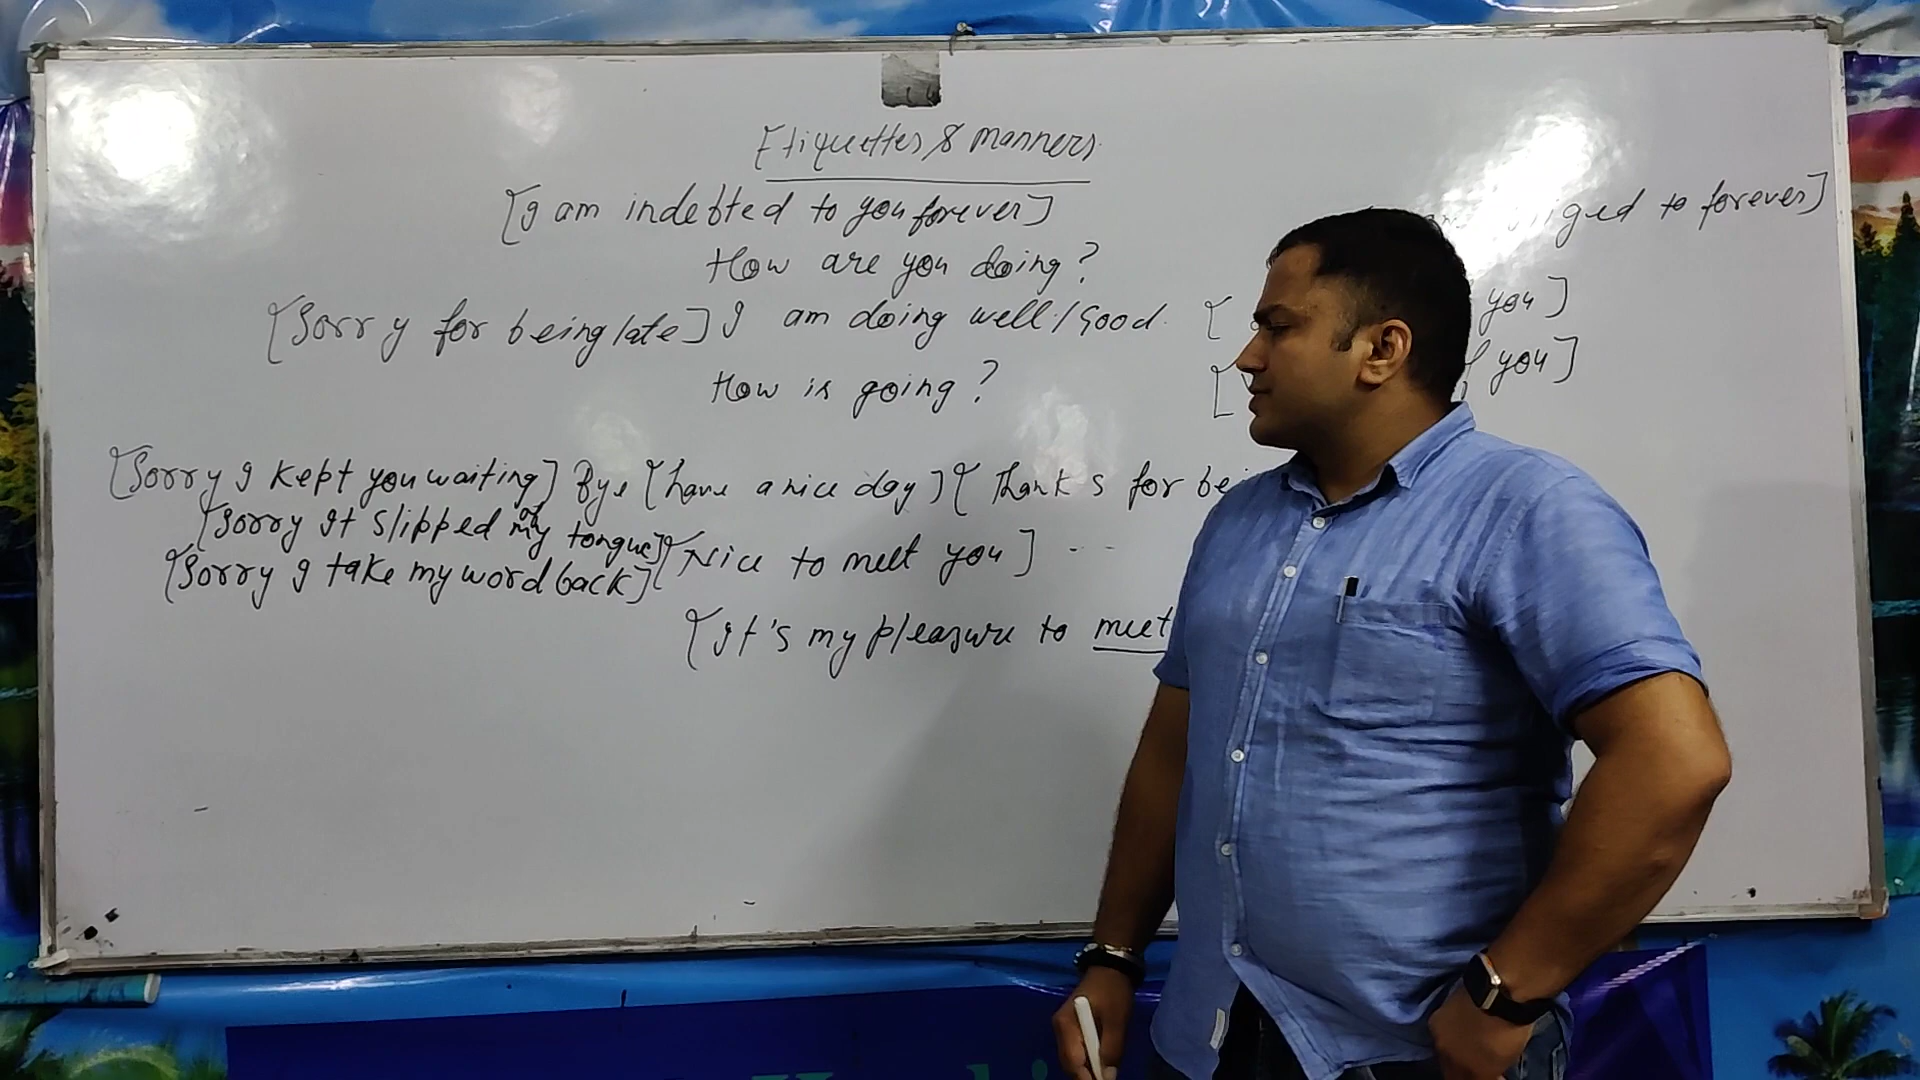 Etiquettes & manners
[I am indebted to you forever]
to forever]
How are you doing?
[Sorry for being late] I am doing well/Good.
you]
How is going?
you]
[Sorry I kept you waiting] Bye [have a nice day] [Thanks for
[Sorry It slipped of my tongue] [Nice to meet you] ...
[Sorry I take my word back]
[It's my pleasure to meet